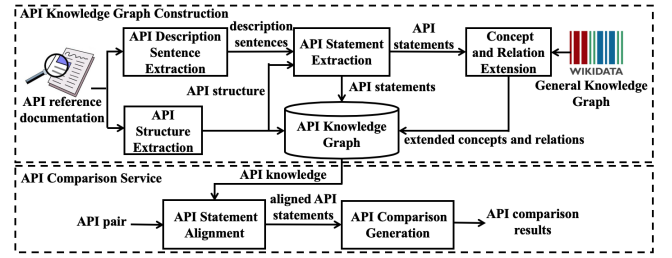 API Knowledge Graph Construction
API Description
Sentence
Extraction
description
sentences
API Statement
Extraction
API
statements
Concept
and Relation
Extension
WIKIDATA
General Knowledge
Graph
API reference
documentation
API structure
API statements
API
Structure
Extraction
API Knowledge
Graph
extended concepts and relations
API Comparison Service
API knowledge
API pair
API Statement
Alignment
aligned API
statements
API Comparison
Generation
API comparison
results